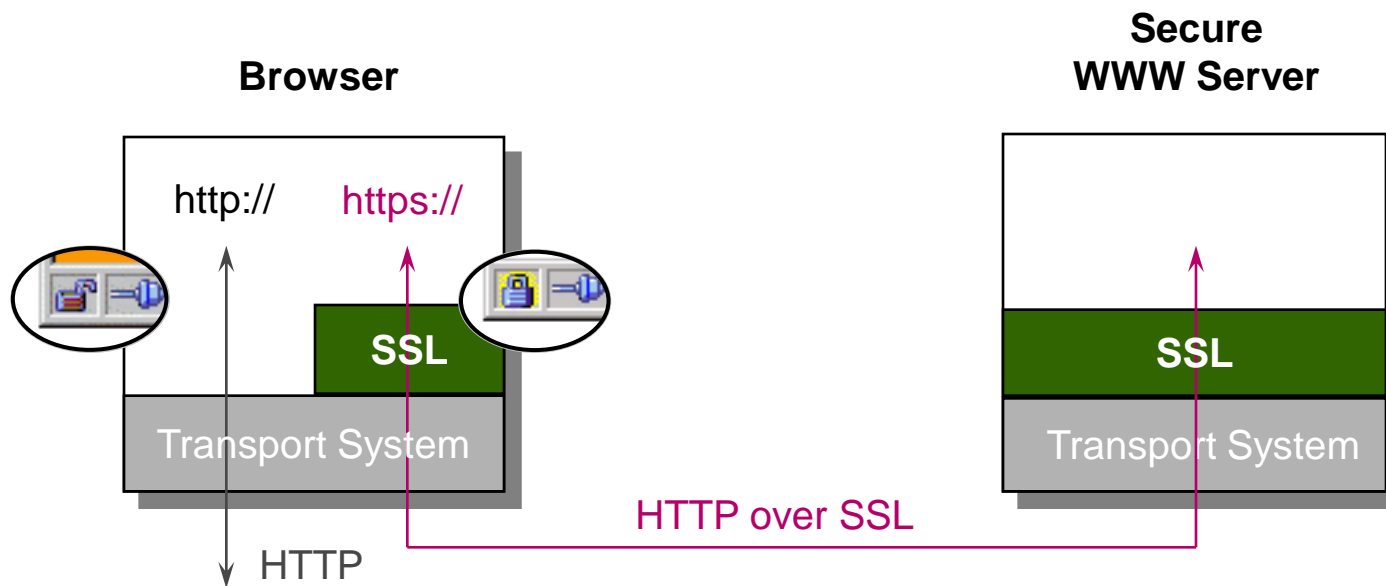 Secure
WWW Server
Browser
http://
https://
SSL
SSL
Transport System
Transport System
HTTP over SSL
HTTP